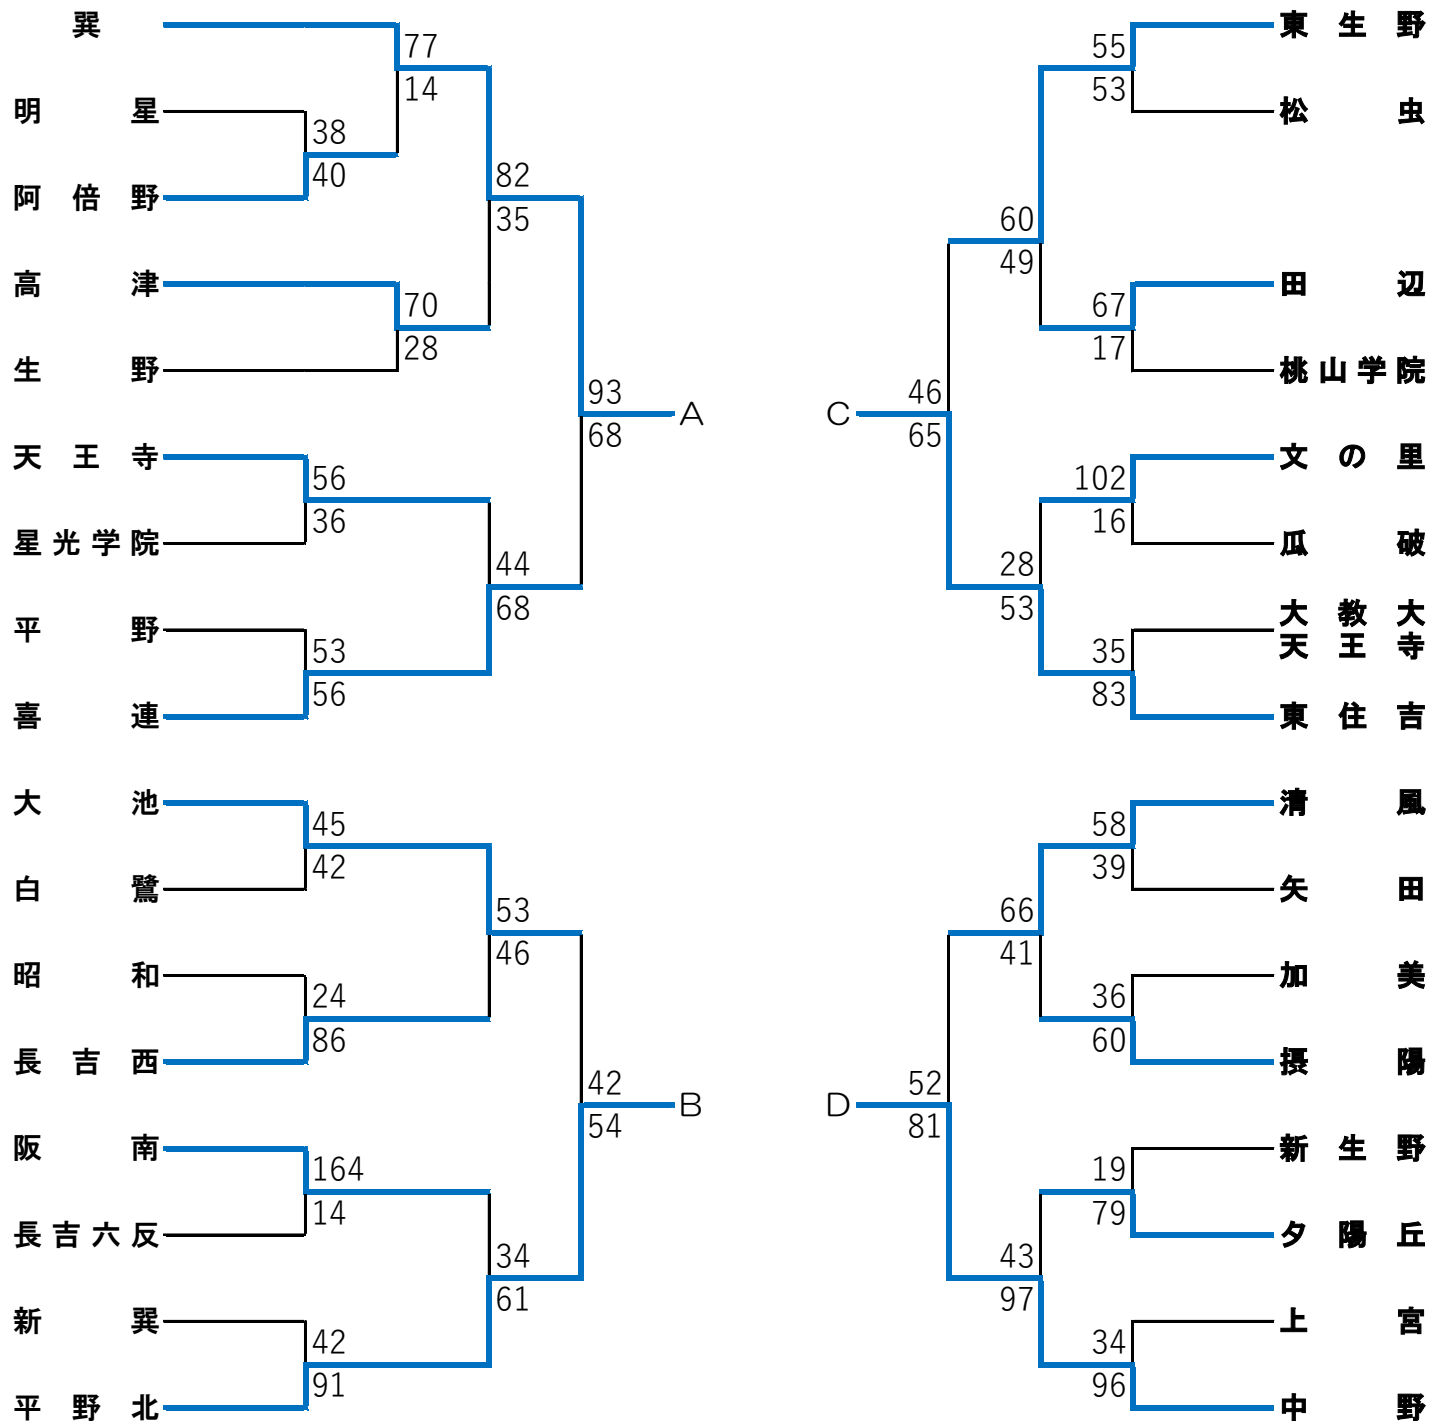 巽
77
14
明星
38
40
阿倍野
82
35
高津
70
28
生野
93
68
A
天王寺
56
36
星光学院
44
68
平野
53
56
喜連
大池
45
42
白鷺
53
46
昭和
24
86
長吉西
42
54
B
阪南
164
14
長吉六反
34
61
新巽
42
91
平野北
東生野
55
53
松虫
60
49
田辺
67
17
桃山学院
C
46
65
文の里
102
16
瓜破
28
53
大教大
天王寺
35
83
東住吉
清風
58
39
矢田
66
41
加美
36
60
摂陽
D
52
81
新生野
19
79
夕陽丘
43
97
上宮
34
96
中野